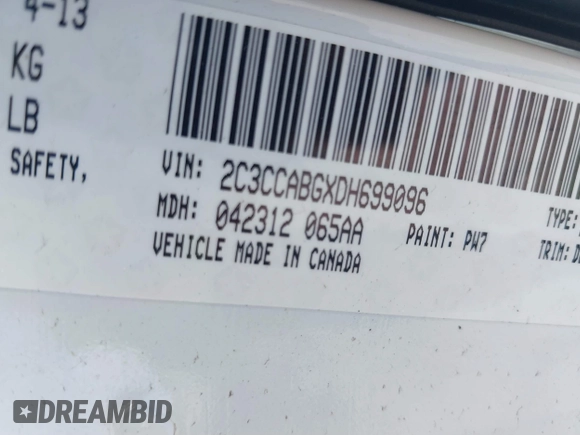 4-13
KG
LB
SAFETY,
VIN: 2C3CCABGXDH699096
MDH: 042312 065AA
PAINT: PW7
TYPE:
VEHICLE MADE IN CANADA
TRIM: D
DREAMBID